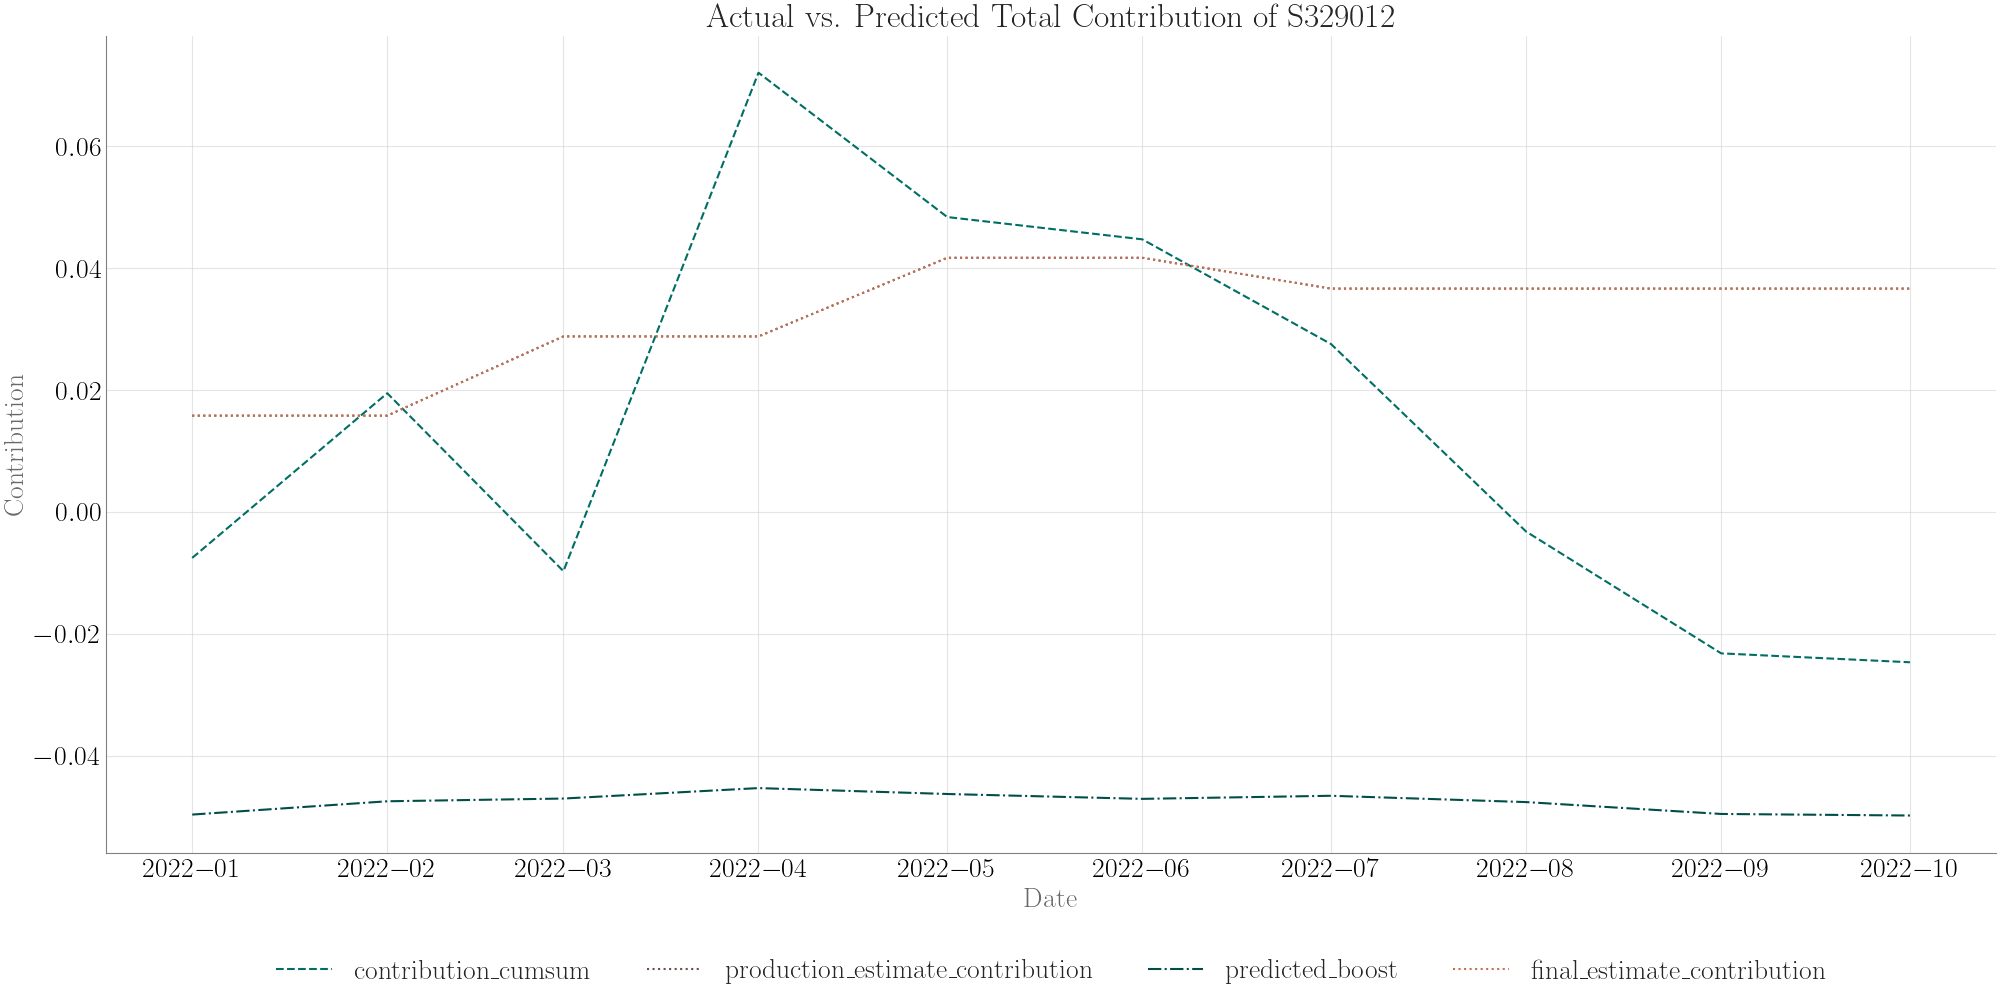 Actual vs. Predicted Total Contribution of S329012
Contribution
0.06
0.04
0.02
0.00
−0.02
−0.04
2022−01 2022−02 2022−03 2022−04 2022−05 2022−06 2022−07 2022−08 2022−09 2022−10
Date
contribution_cumsum production_estimate_contribution predicted_boost final_estimate_contribution